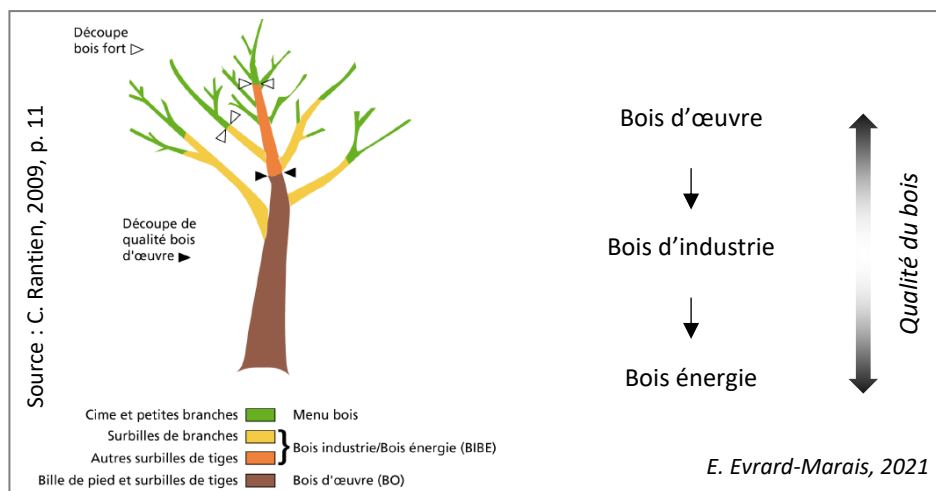 Source : C. Rantien, 2009, p. 11
Découpe
bois fort ▷
Découpe de
qualité bois
d'œuvre ►
Cime et petites branches
Menu bois
Surbilles de branches
Autres surbilles de tiges
Bois industrie/Bois énergie (BIBE)
Bille de pied et surbilles de tiges
Bois d'œuvre (BO)
Bois d’œuvre
Bois d’industrie
Bois énergie
Qualité du bois
E. Evrard-Marais, 2021